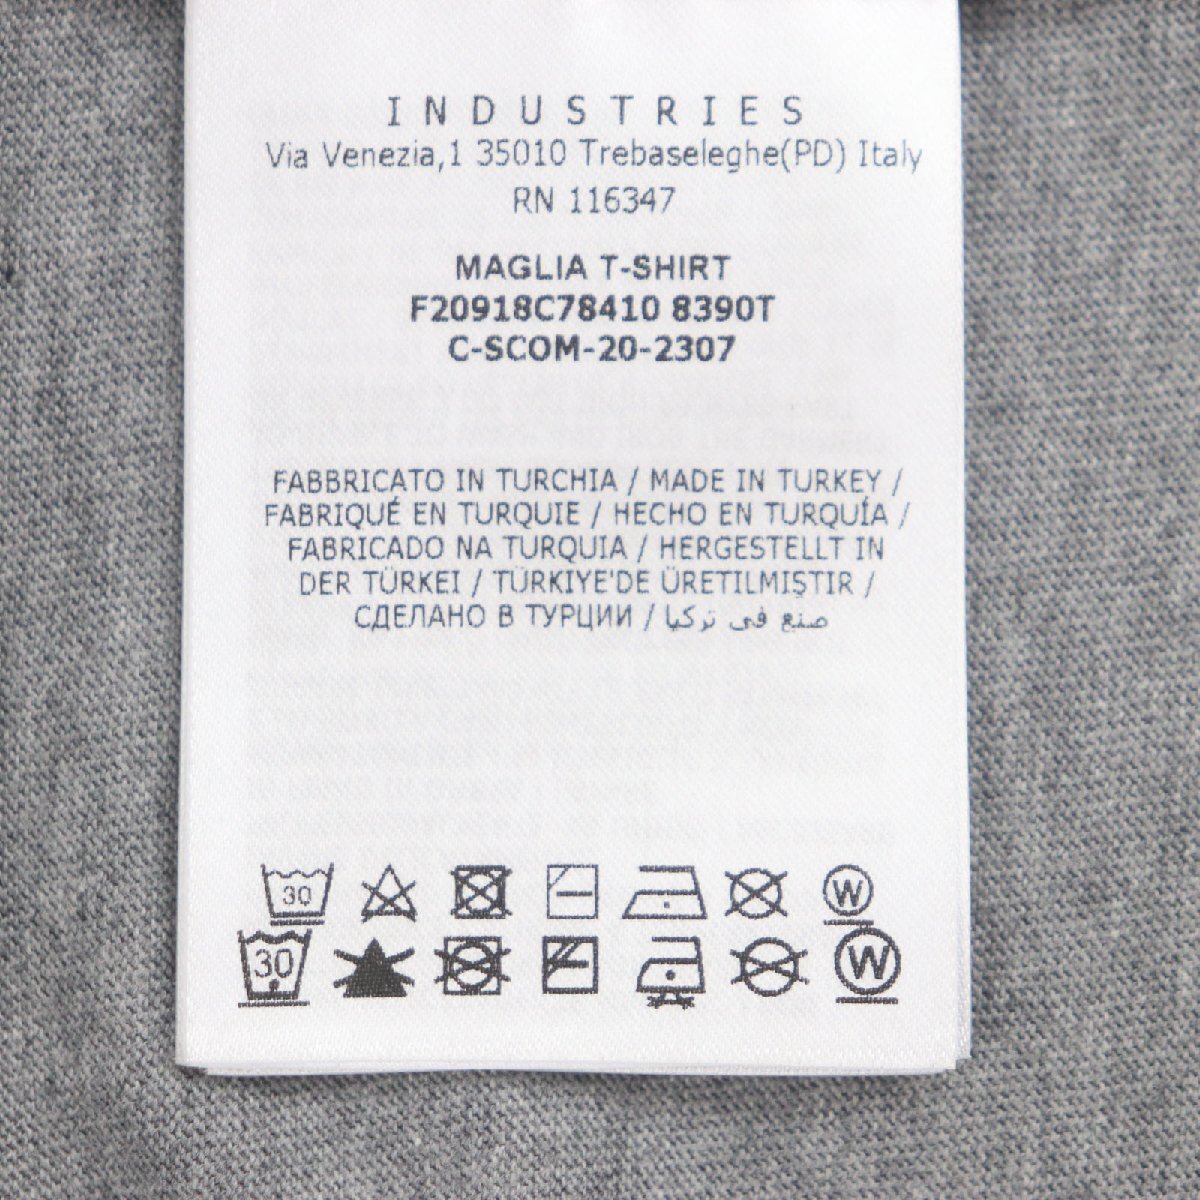 INDUSTRIES
Via Venezia,1 35010 Trebaseleghe(PD) Italy
RN 116347
MAGLIA T-SHIRT
F20918C78410 8390T
C-SCOM-20-2307
FABBRICATO IN TURCHIA / MADE IN TURKEY /
FABRIQUÉ EN TURQUIE / HECHO EN TURQUÍA /
FABRICADO NA TURQUIA / HERGESTELLT IN
DER TÜRKEI / TÜRKIYE'DE ÜRETILMIŞTIR /
СДЕЛАНО В ТУРЦИИ / صنع في تركيا
30 W
30 W